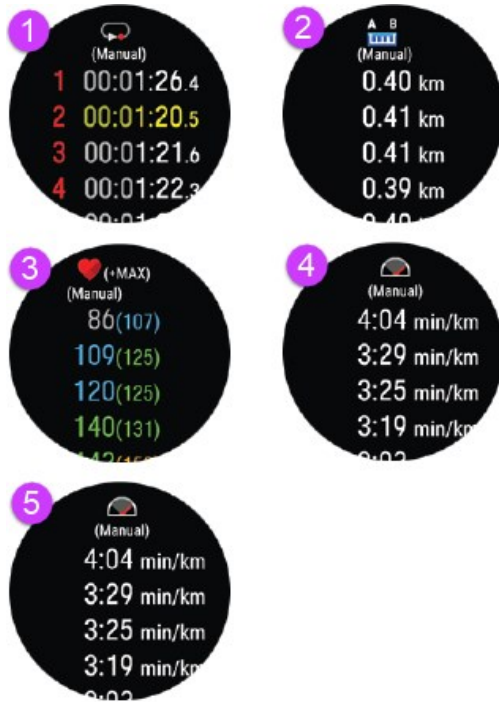 1
(Manual)
1 00:01:26.4
2 00:01:20.5
3 00:01:21.6
4 00:01:22.3
2
A B
(Manual)
0.40 km
0.41 km
0.41 km
0.39 km
3
(+MAX)
(Manual)
86(107)
109(125)
120(125)
140(131)
4
(Manual)
4:04 min/km
3:29 min/km
3:25 min/km
3:19 min/km
5
(Manual)
4:04 min/km
3:29 min/km
3:25 min/km
3:19 min/km